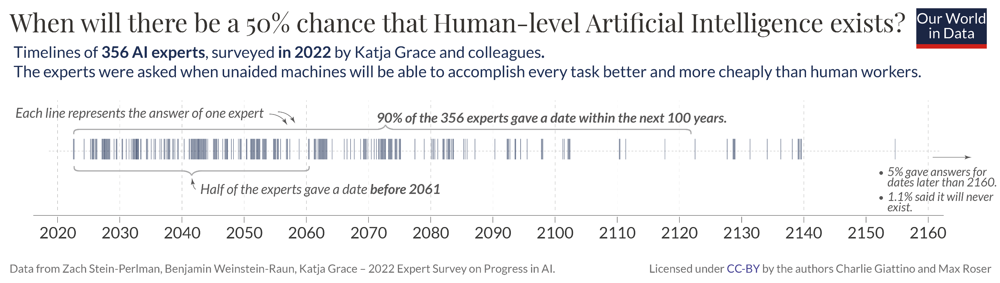 When will there be a 50% chance that Human-level Artificial Intelligence exists?
Our World
in Data
Timelines of 356 AI experts, surveyed in 2022 by Katja Grace and colleagues.
The experts were asked when unaided machines will be able to accomplish every task better and more cheaply than human workers.
Each line represents the answer of one expert
90% of the 356 experts gave a date within the next 100 years.
Half of the experts gave a date before 2061
• 5% gave answers for
dates later than 2160.
• 1.1% said it will never
exist.
2020 2030 2040 2050 2060 2070 2080 2090 2100 2110 2120 2130 2140 2150 2160
Data from Zach Stein-Perlman, Benjamin Weinstein-Raun, Katja Grace – 2022 Expert Survey on Progress in AI.
Licensed under CC-BY by the authors Charlie Giattino and Max Roser